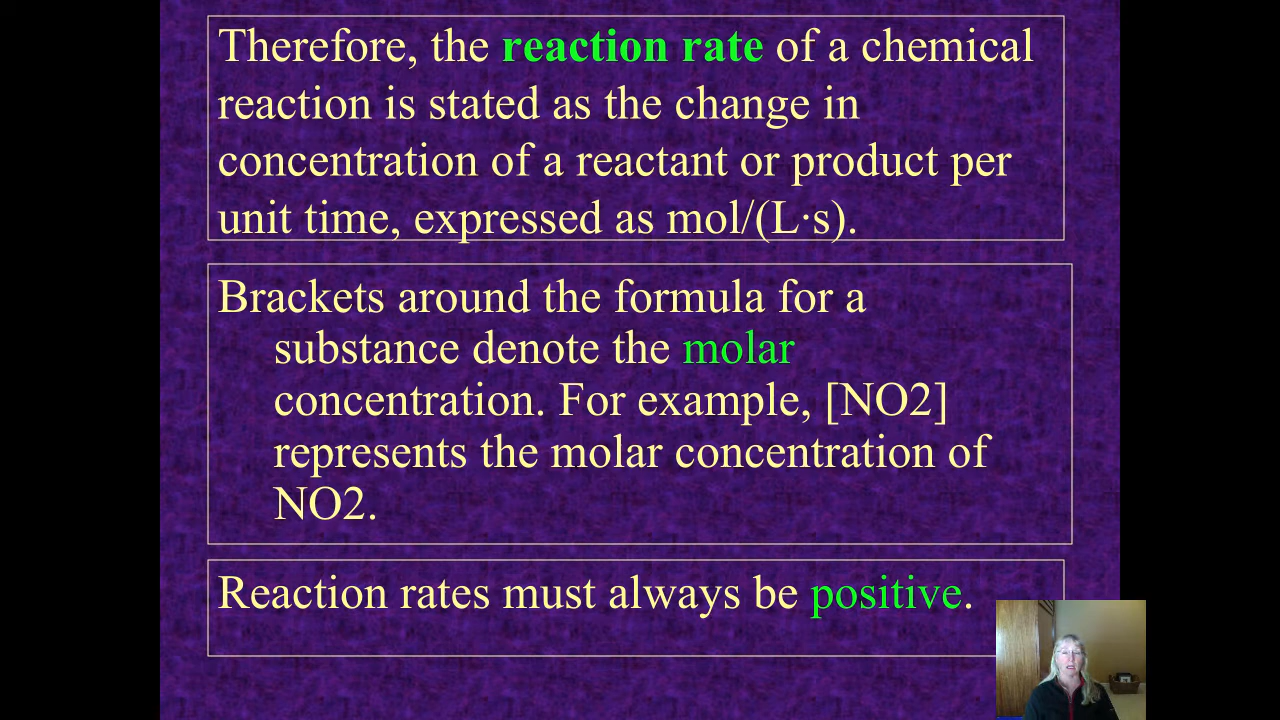 Therefore, the reaction rate of a chemical
reaction is stated as the change in
concentration of a reactant or product per
unit time, expressed as mol/(L·s).
Brackets around the formula for a
substance denote the molar
concentration. For example, [NO2]
represents the molar concentration of
NO2.
Reaction rates must always be positive.